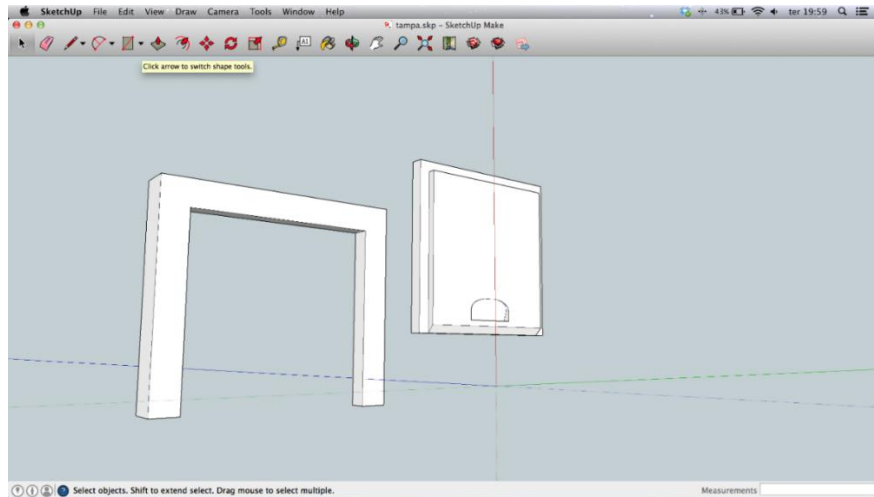 SketchUp File Edit View Draw Camera Tools Window Help 43% ter 19:59
tampa.skp – SketchUp Make
A1
Click arrow to switch shape tools.
Select objects. Shift to extend select. Drag mouse to select multiple.
Measurements